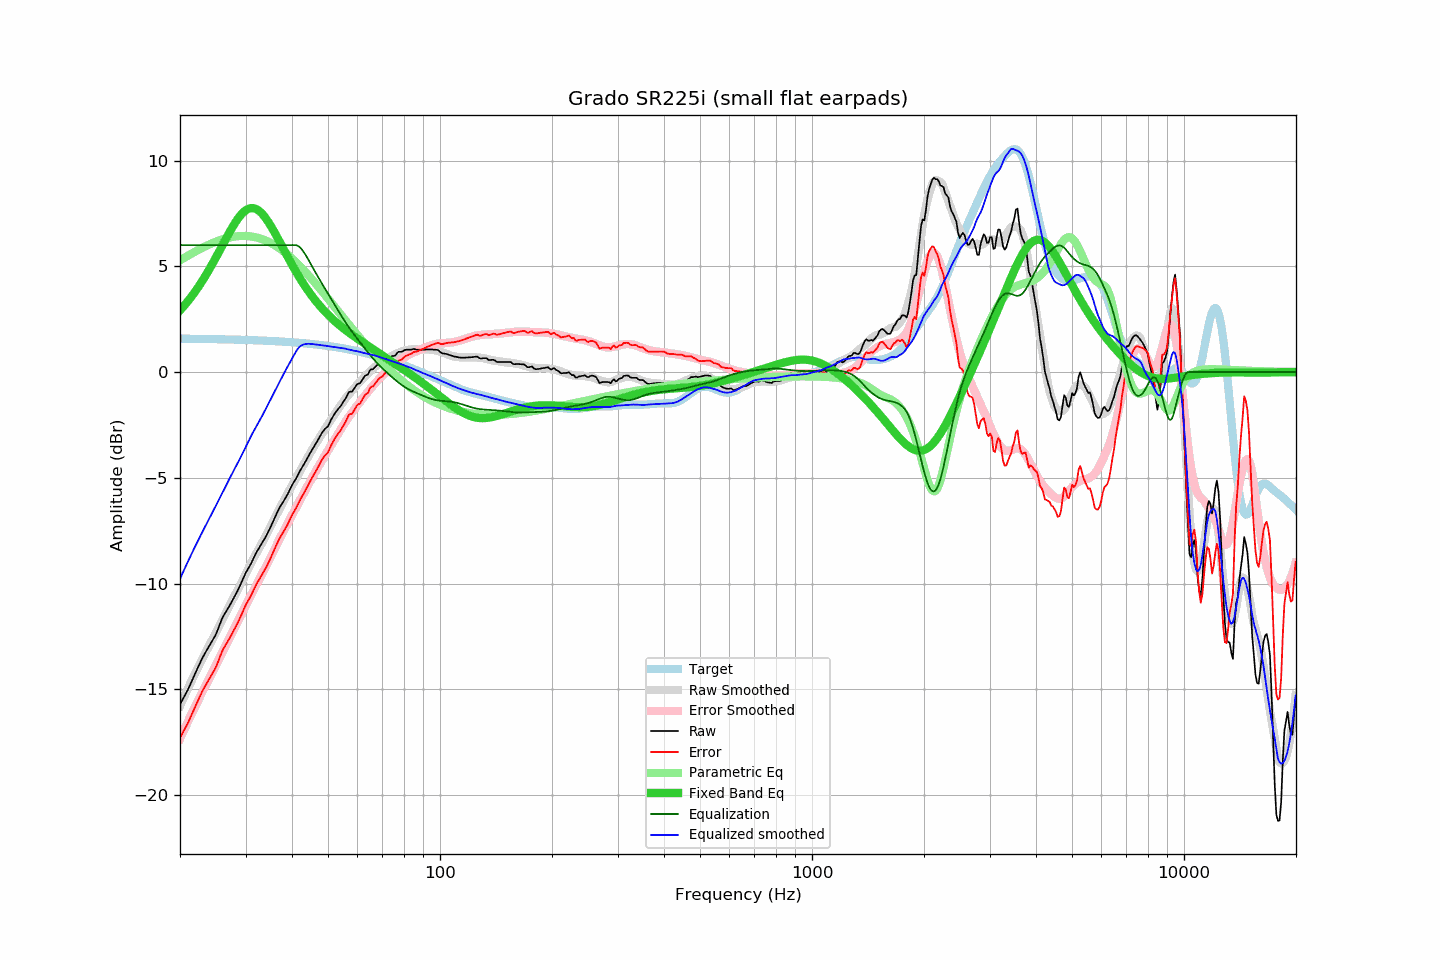 Grado SR225i (small flat earpads)
10
5
0
−5
−10
−15
−20
Amplitude (dBr)
Target
Raw Smoothed
Error Smoothed
Raw
Error
Parametric Eq
Fixed Band Eq
Equalization
Equalized smoothed
100 1000 10000
Frequency (Hz)